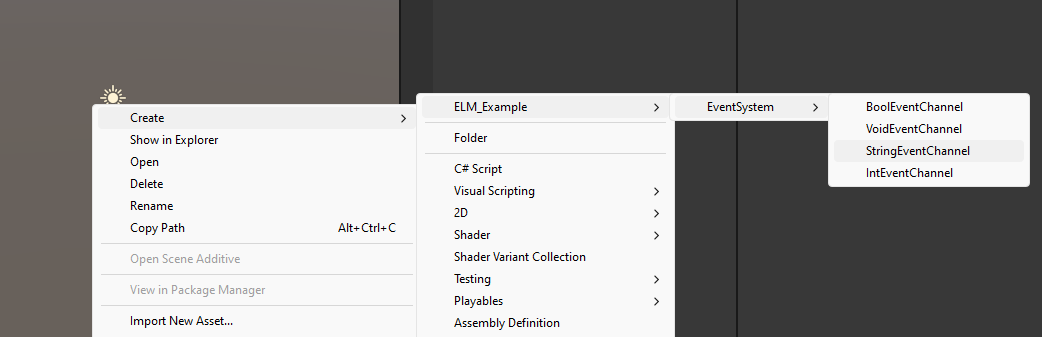 Create
Show in Explorer
Open
Delete
Rename
Copy Path Alt+Ctrl+C
Open Scene Additive
View in Package Manager
Import New Asset...
ELM_Example
Folder
C# Script
Visual Scripting
2D
Shader
Shader Variant Collection
Testing
Playables
Assembly Definition
EventSystem
BoolEventChannel
VoidEventChannel
StringEventChannel
IntEventChannel